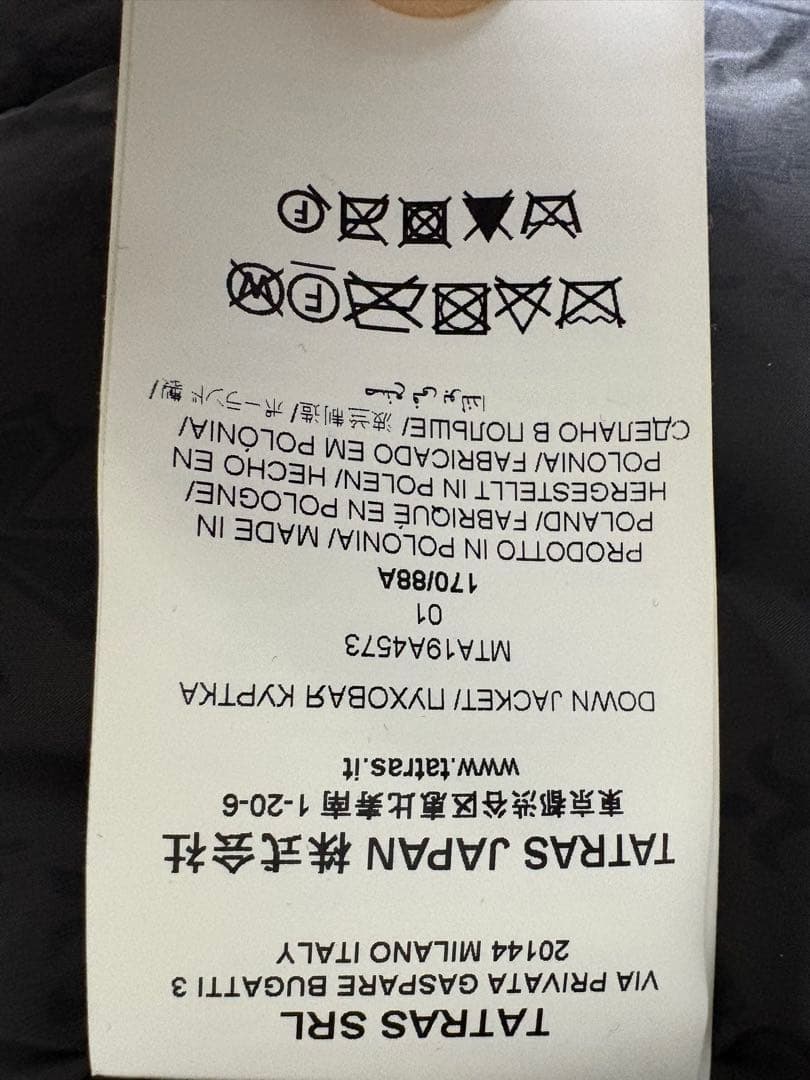 TATRAS SRL
VIA PRIVATA GASPARE BUGATTI 3
20144 MILANO ITALY
TATRAS JAPAN 株式会社
東京都渋谷区恵比寿南 1-20-6
www.tatras.it
DOWN JACKET/ ПУХОВАЯ КУРТКА
MTA19A4573
01
170/88A
PRODOTTO IN POLONIA/ MADE IN
POLAND/ FABRIQUÉ EN POLOGNE/
HERGESTELLT IN POLEN/ HECHO EN
POLONIA/ FABRICADO EM POLÓNIA/
СДЕЛАНО В ПОЛЬШЕ/ 波兰制造/ ポーランド製/
صنع في بولندا
W F
F